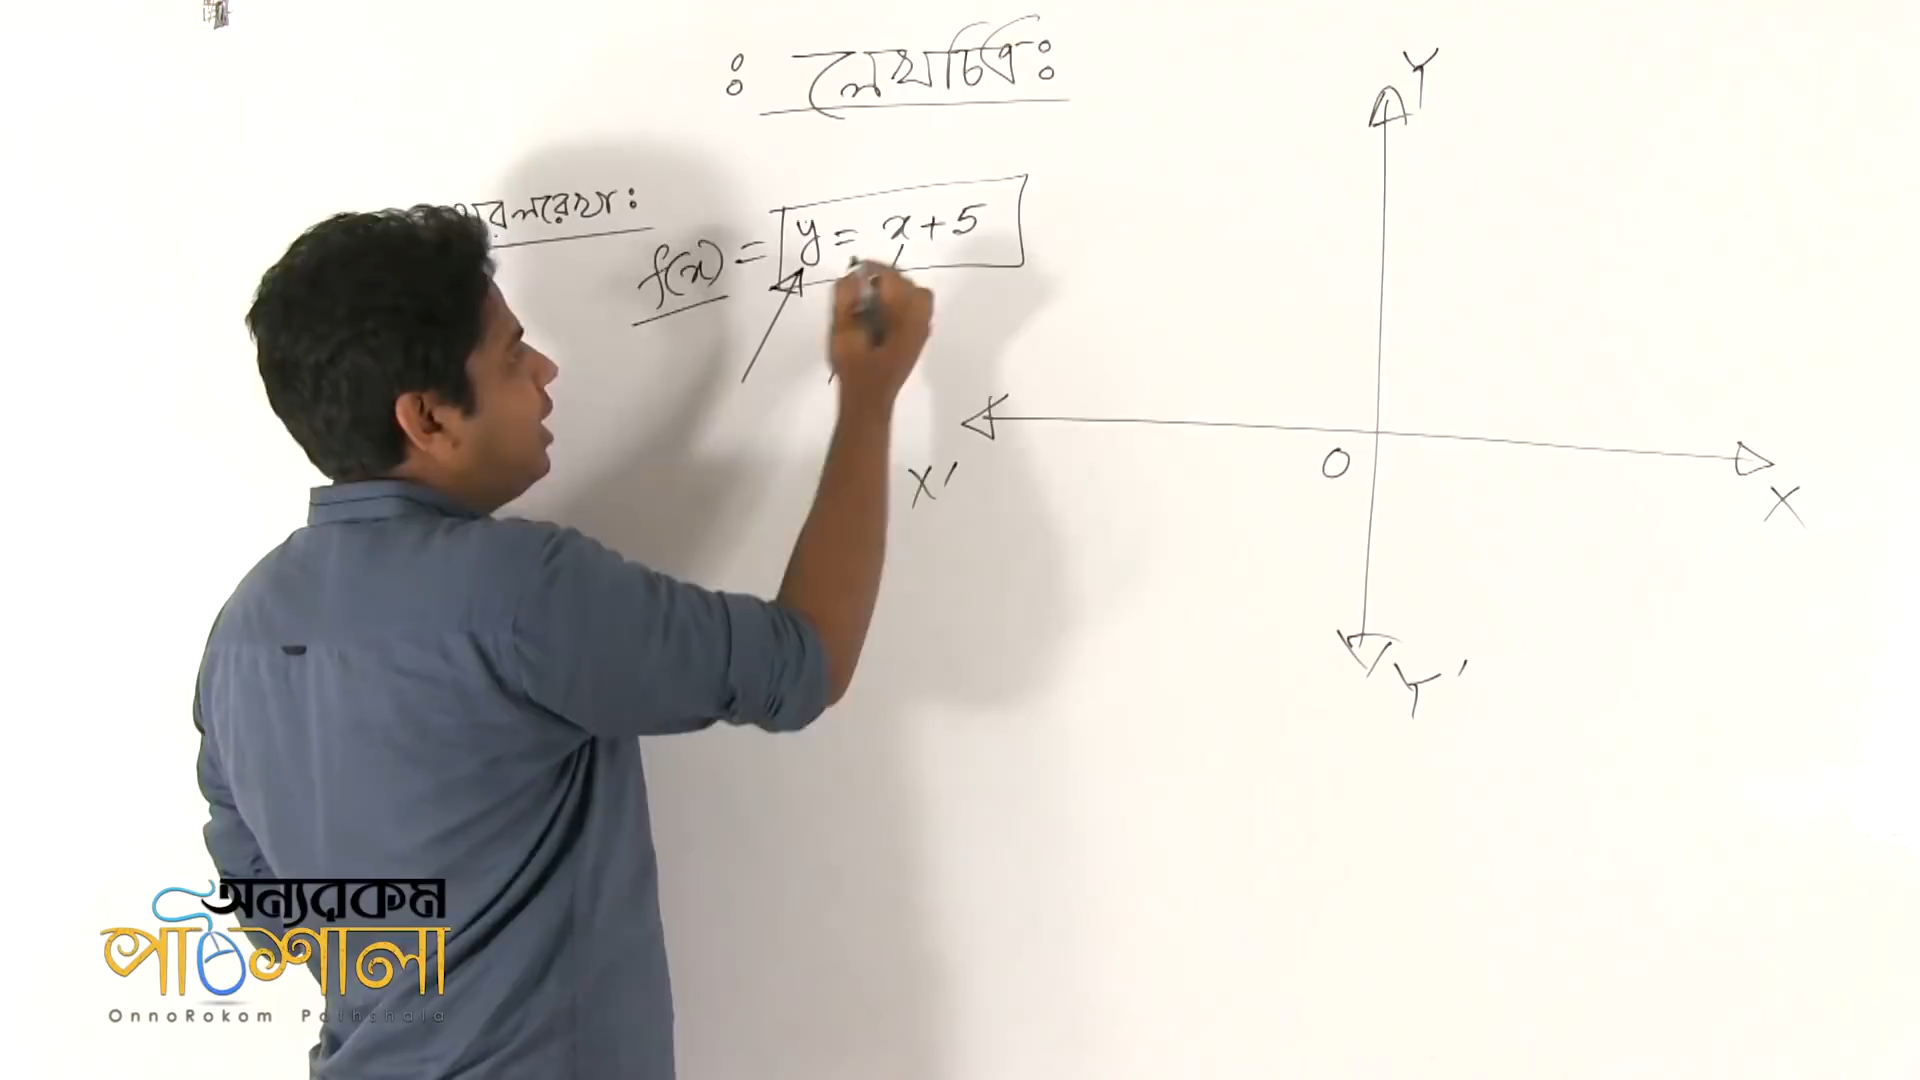 : লেখচিত্র :
সরলরেখা :
f(x) = y = x + 5
Y
X′
O
X
Y′
অন্যরকম
পাঠশালা
OnnoRokom Pathshala